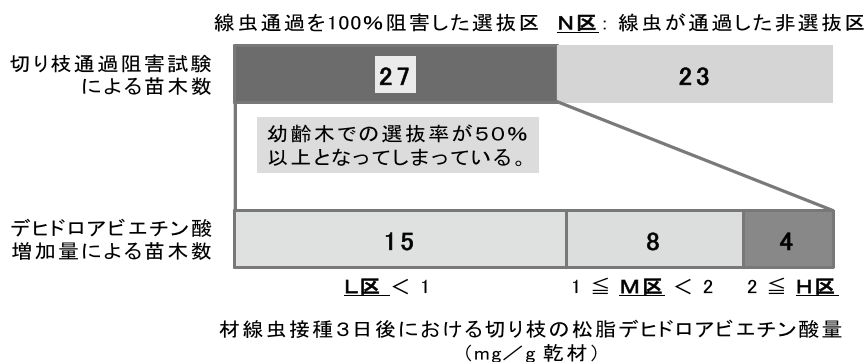 線虫通過を100％阻害した選抜区　N区：線虫が通過した非選抜区
切り枝通過阻害試験
による苗木数
27
23
幼齢木での選抜率が50％
以上となってしまっている。
デヒドロアビエチン酸
増加量による苗木数
15
8
4
L区 < 1
1 ≦ M区 < 2
2 ≦ H区
材線虫接種3日後における切り枝の松脂デヒドロアビエチン酸量
（mg／g 乾材）